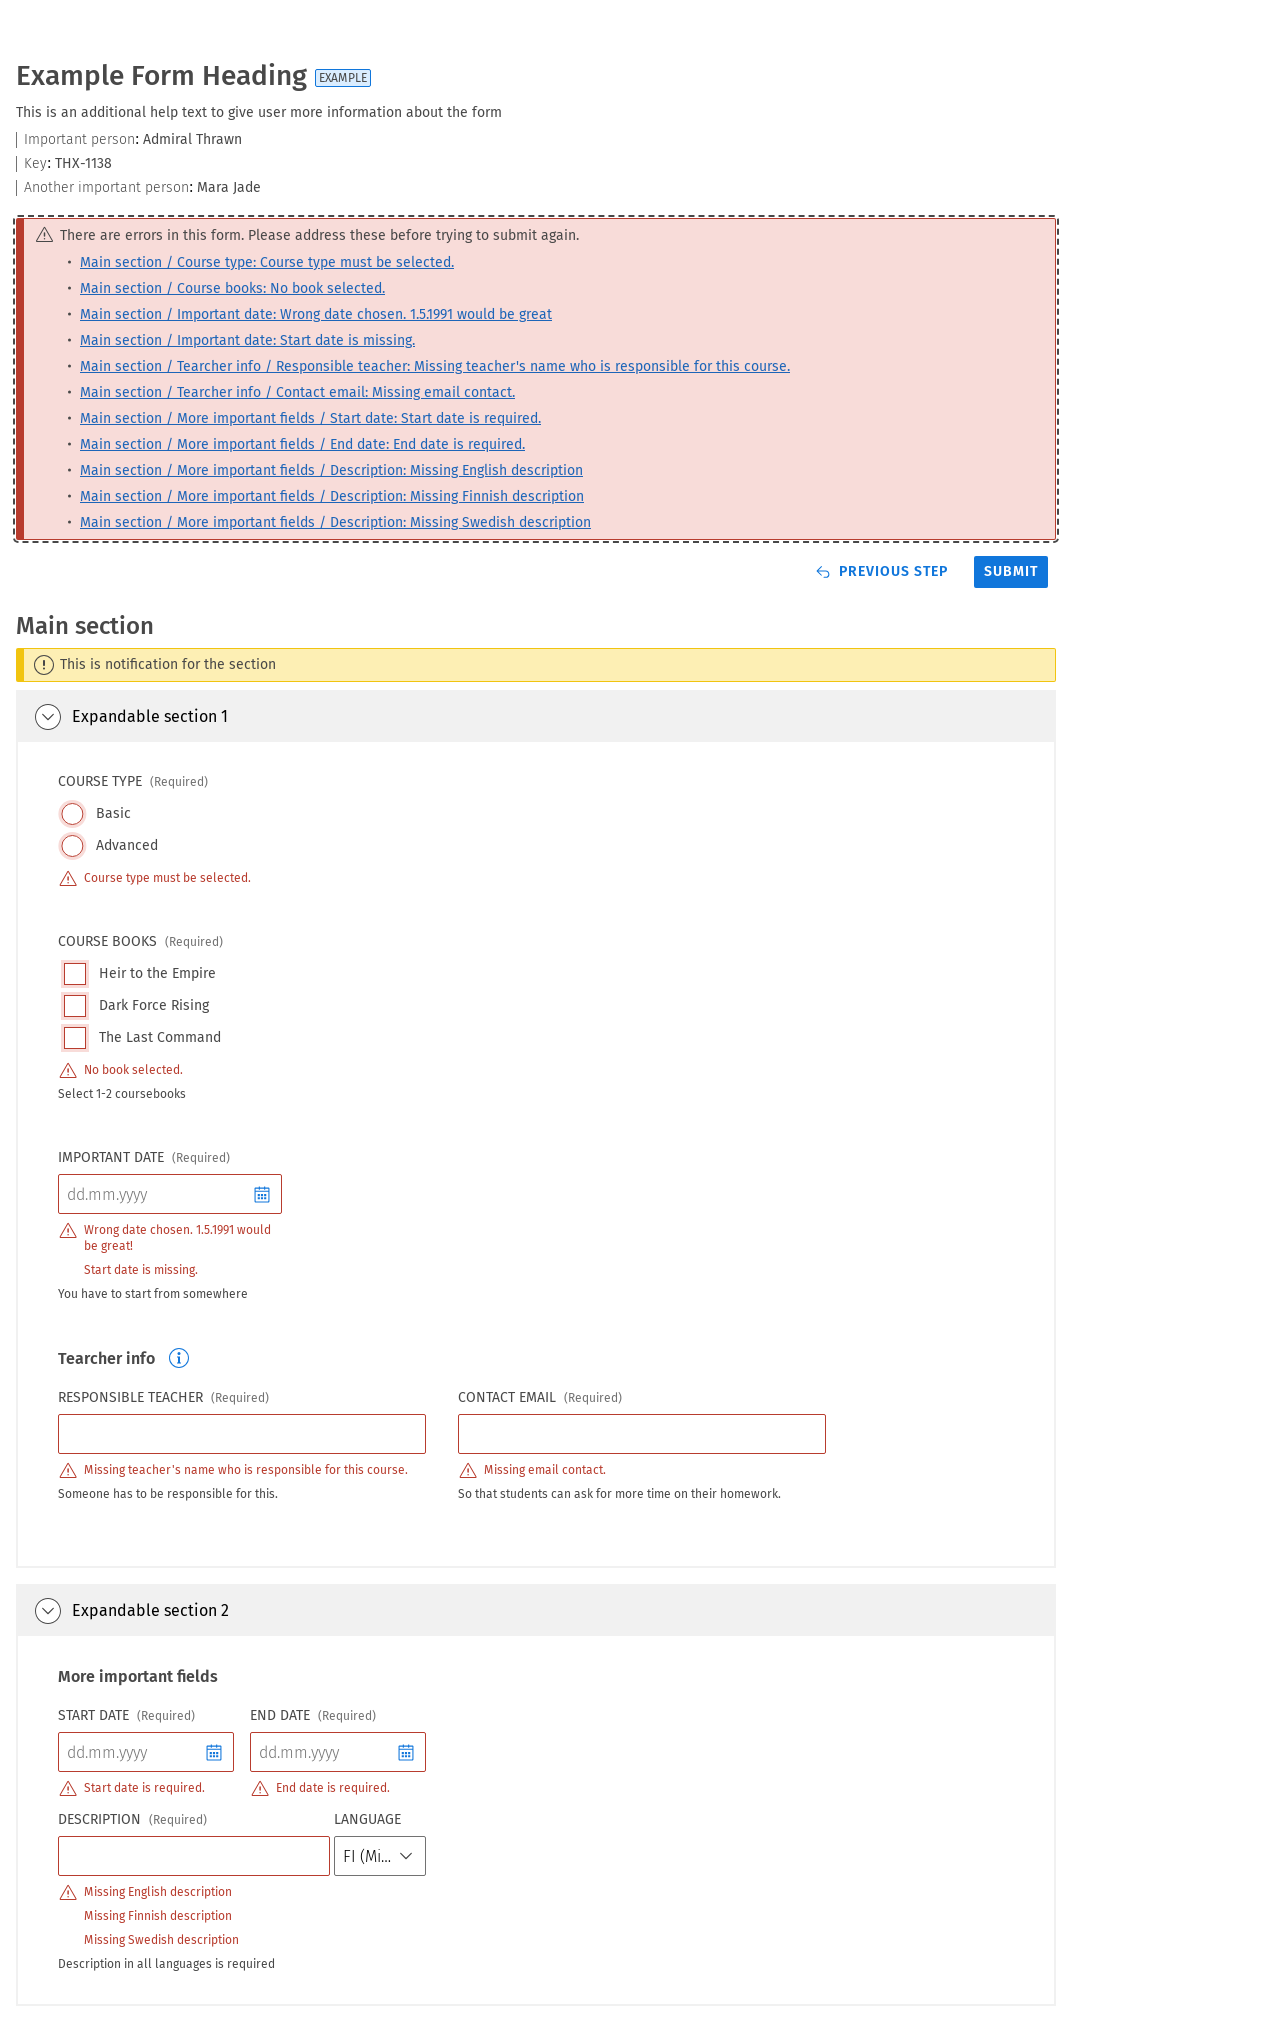 Example Form Heading EXAMPLE
This is an additional help text to give user more information about the form
Important person: Admiral Thrawn
Key: THX-1138
Another important person: Mara Jade
There are errors in this form. Please address these before trying to submit again.
• Main section / Course type: Course type must be selected.
• Main section / Course books: No book selected.
• Main section / Important date: Wrong date chosen. 1.5.1991 would be great
• Main section / Important date: Start date is missing.
• Main section / Tearcher info / Responsible teacher: Missing teacher's name who is responsible for this course.
• Main section / Tearcher info / Contact email: Missing email contact.
• Main section / More important fields / Start date: Start date is required.
• Main section / More important fields / End date: End date is required.
• Main section / More important fields / Description: Missing English description
• Main section / More important fields / Description: Missing Finnish description
• Main section / More important fields / Description: Missing Swedish description
PREVIOUS STEP SUBMIT
Main section
This is notification for the section
Expandable section 1
COURSE TYPE (Required)
Basic
Advanced
Course type must be selected.
COURSE BOOKS (Required)
Heir to the Empire
Dark Force Rising
The Last Command
No book selected.
Select 1-2 coursebooks
IMPORTANT DATE (Required)
dd.mm.yyyy
Wrong date chosen. 1.5.1991 would
be great!
Start date is missing.
You have to start from somewhere
Tearcher info
RESPONSIBLE TEACHER (Required) CONTACT EMAIL (Required)
Missing teacher's name who is responsible for this course. Missing email contact.
Someone has to be responsible for this. So that students can ask for more time on their homework.
Expandable section 2
More important fields
START DATE (Required) END DATE (Required)
dd.mm.yyyy dd.mm.yyyy
Start date is required. End date is required.
DESCRIPTION (Required) LANGUAGE
FI (Mi...
Missing English description
Missing Finnish description
Missing Swedish description
Description in all languages is required